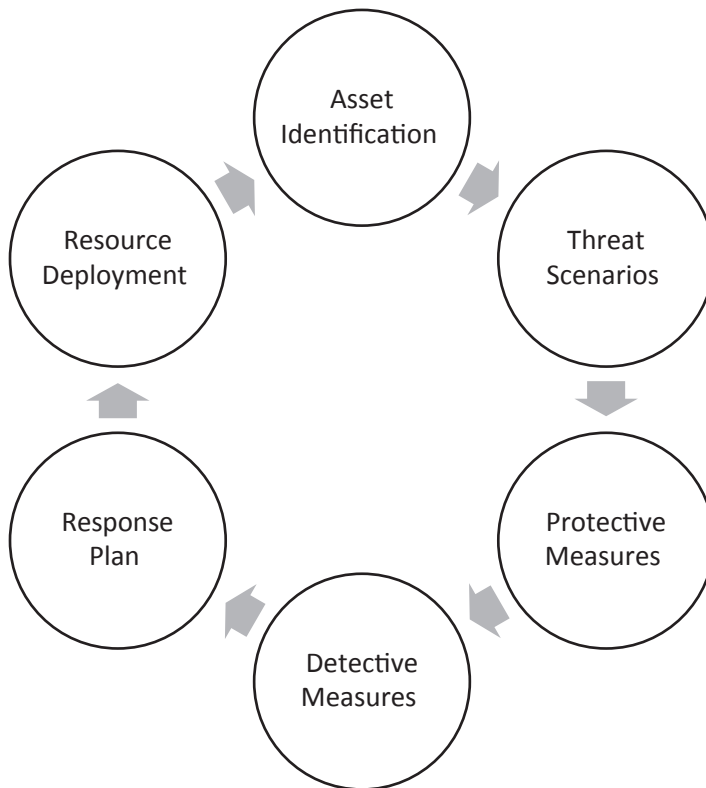 Asset
Identification
Threat
Scenarios
Protective
Measures
Detective
Measures
Response
Plan
Resource
Deployment